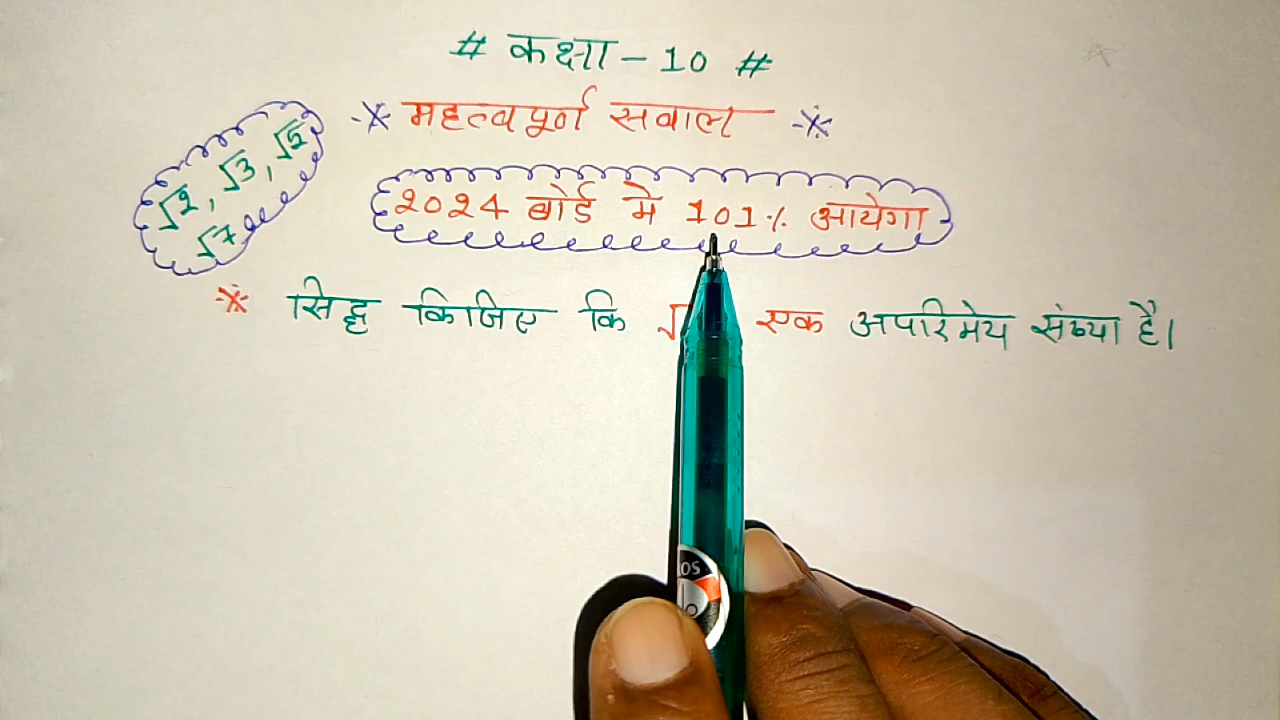 # कक्षा - 10 #
* महत्वपूर्ण सवाल *
√2, √3, √5
√7
2024 बोर्ड मे 101% आयेगा
* सिद्ध किजिए कि √ एक अपरिमेय संख्या है।